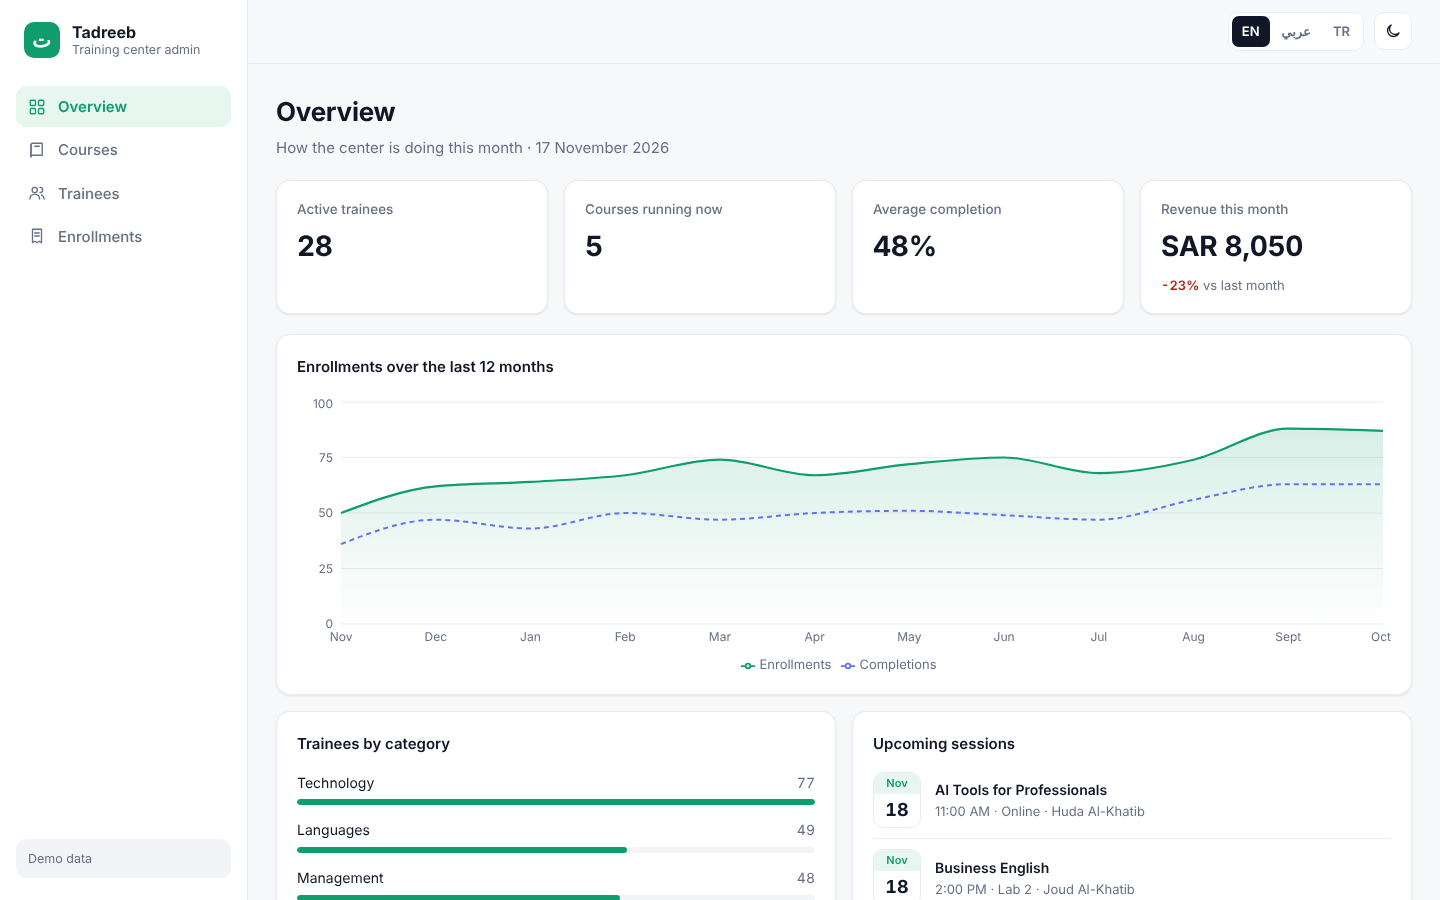 ت
Tadreeb
Training center admin
Overview
Courses
Trainees
Enrollments
Demo data
EN عربي TR
Overview
How the center is doing this month · 17 November 2026
Active trainees
28
Courses running now
5
Average completion
48%
Revenue this month
SAR 8,050
-23% vs last month
Enrollments over the last 12 months
100
75
50
25
0
Nov Dec Jan Feb Mar Apr May Jun Jul Aug Sept Oct
Enrollments Completions
Trainees by category
Technology 77
Languages 49
Management 48
Upcoming sessions
Nov
18
AI Tools for Professionals
11:00 AM · Online · Huda Al-Khatib
Nov
18
Business English
2:00 PM · Lab 2 · Joud Al-Khatib